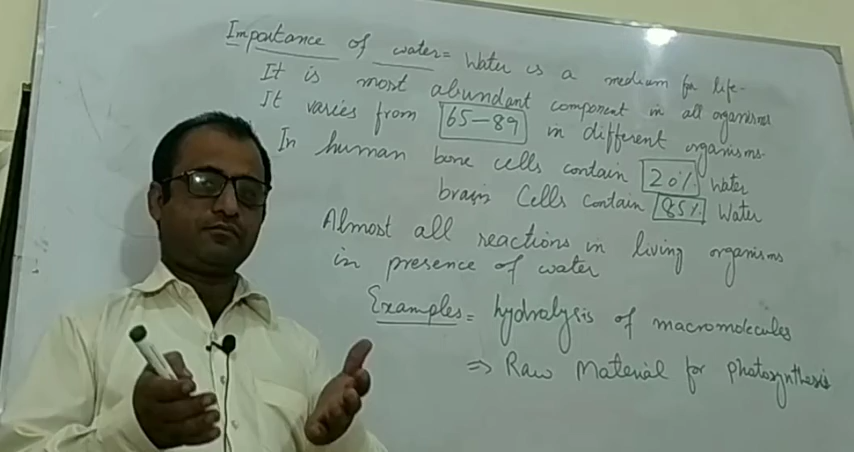 Importance of water = Water is a medium for life.
It is most abundant component in all organisms
It varies from 65-89 in different organisms.
In human bone cells contain 20% Water
brain Cells contain 85% Water
Almost all reactions in living organisms
in presence of water
Examples = hydrolysis of macromolecules
⇒ Raw Material for photosynthesis